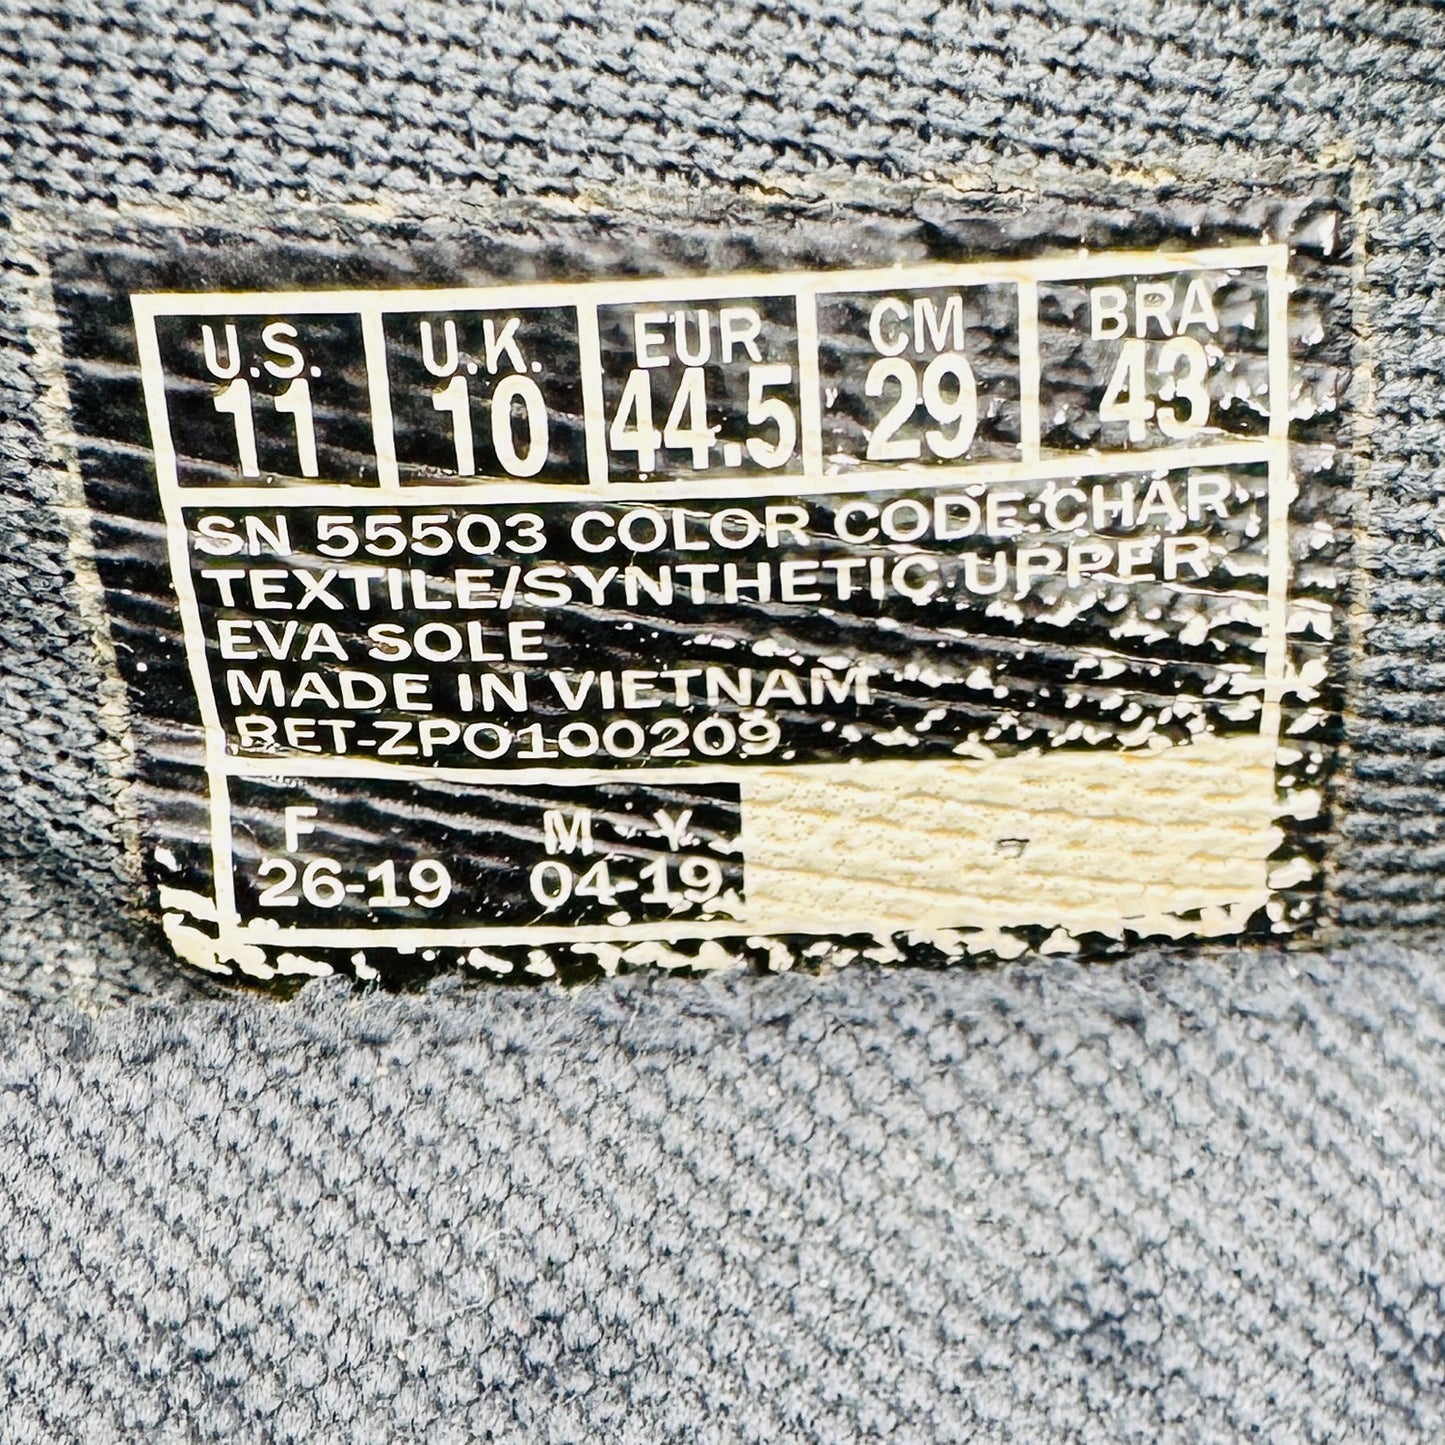 U.S. U.K. EUR CM BRA
11 10 44.5 29 43
SN 55503 COLOR CODE:CHAR
TEXTILE/SYNTHETIC UPPER
EVA SOLE
MADE IN VIETNAM
RET-ZPO100209
F M Y
26-19 04-19